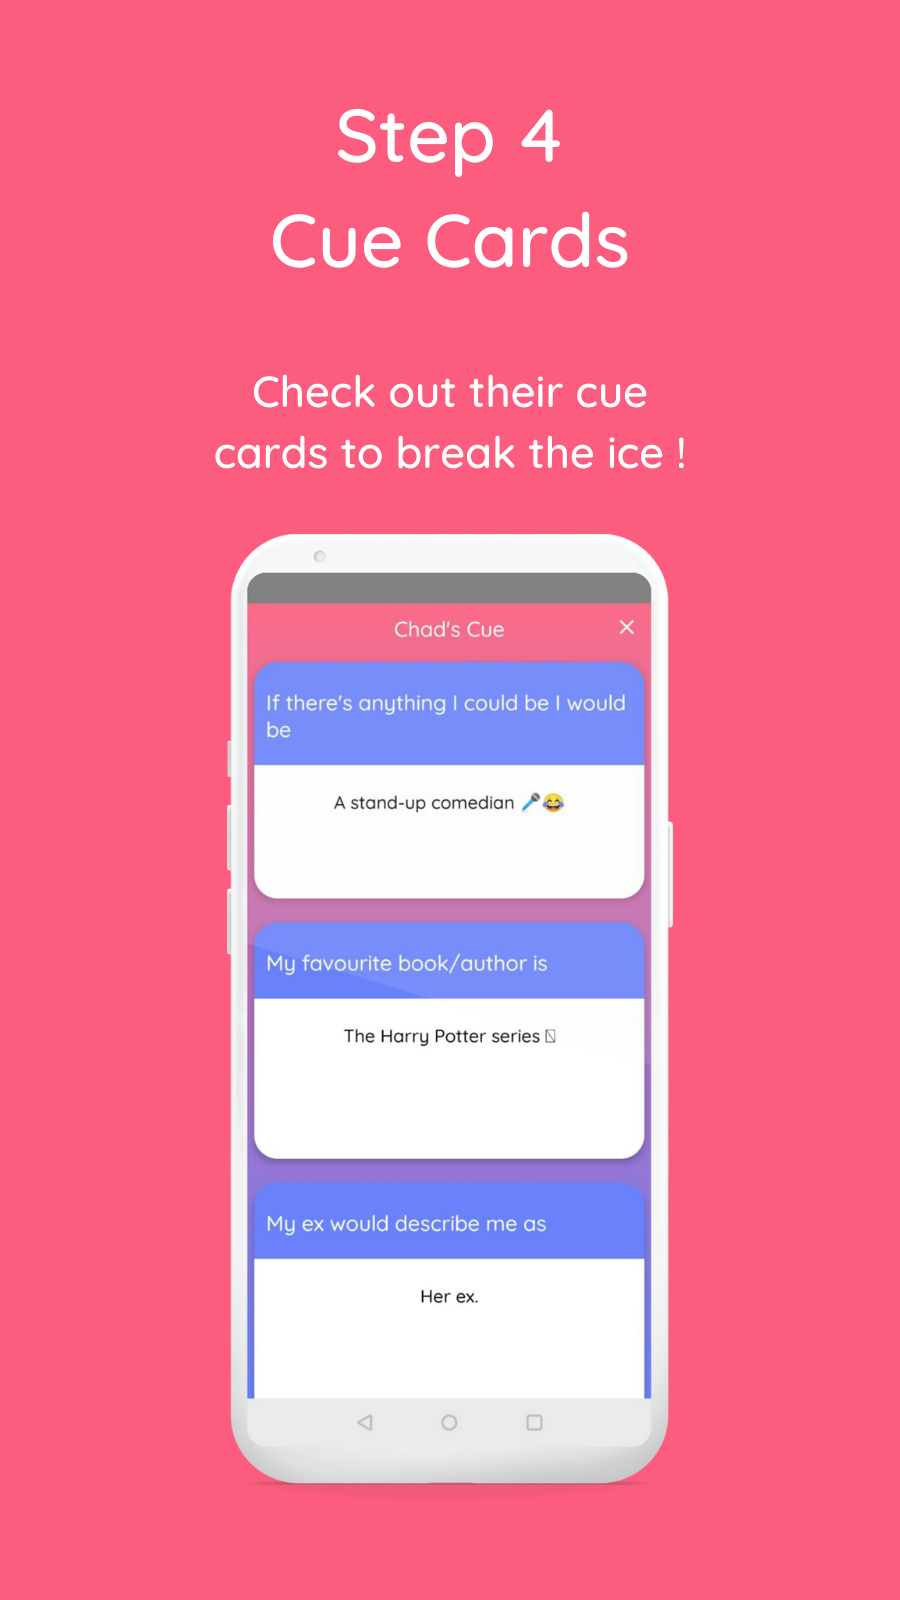 Step 4
Cue Cards
Check out their cue
cards to break the ice !
Chad's Cue
If there's anything I could be I would
be
A stand-up comedian 🎤😂
My favourite book/author is
The Harry Potter series
My ex would describe me as
Her ex.